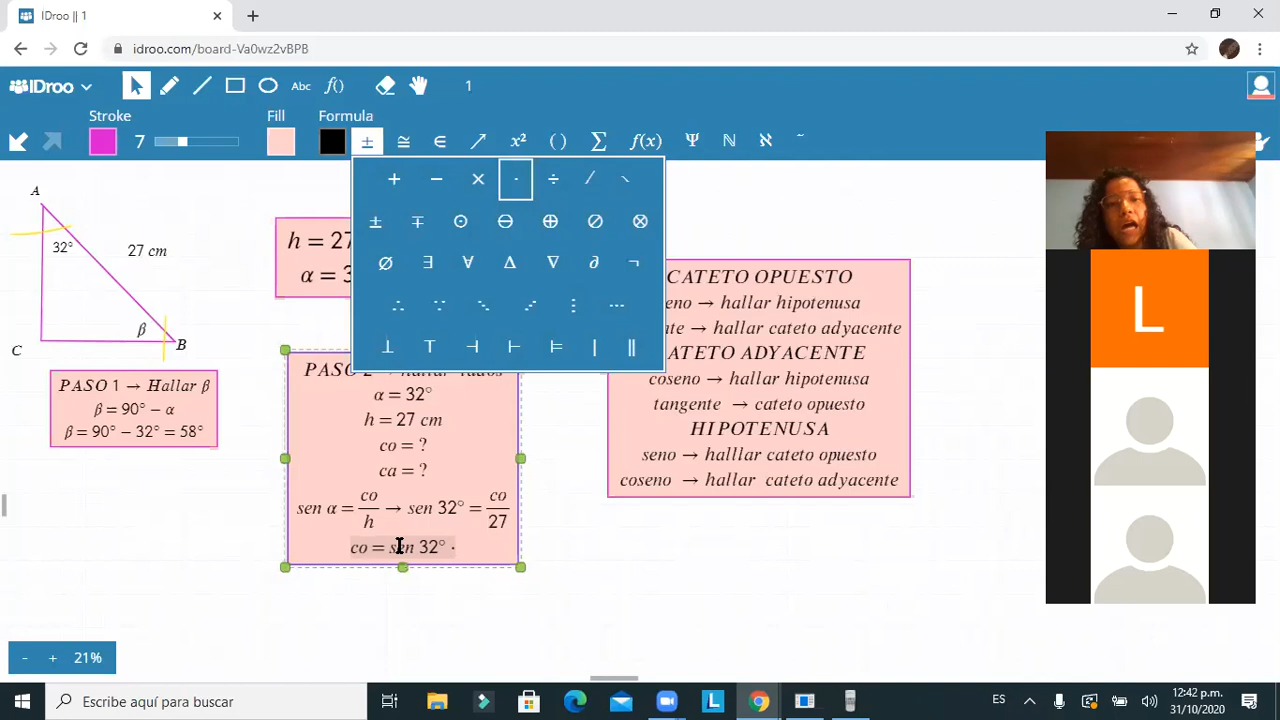 IDroo || 1
idroo.com/board-Va0wz2vBPB
IDroo
Abc
f()
1
Stroke
Fill
Formula
7
± ≅ ∈ x² ( ) ∑ f(x) Ψ ℕ ℵ ~
+ − × · ÷ ∕ ∖
± ∓ ⊙ ⊖ ⊕ ⊘ ⊗
∅ ∃ ∀ Δ ∇ ∂ ¬
∴ ∵ ⋱ ⋰ ⋮ ⋯
⊥ ⊤ ⊣ ⊢ ⊨ | ∥
A
32°
27 cm
β
C
B
PASO 1 → Hallar β
β = 90° − α
β = 90° − 32° = 58°
h = 27
α = 3
α = 32°
h = 27 cm
co = ?
ca = ?
sen α = co/h → sen 32° = co/27
co = sen 32° ·
CATETO OPUESTO
→ hallar hipotenusa
→ hallar cateto adyacente
ADYACENTE
coseno → hallar hipotenusa
tangente → cateto opuesto
HIPOTENUSA
seno → halllar cateto opuesto
coseno → hallar cateto adyacente
L
- + 21%
Escribe aquí para buscar
L
ES
12:42 p.m.
31/10/2020